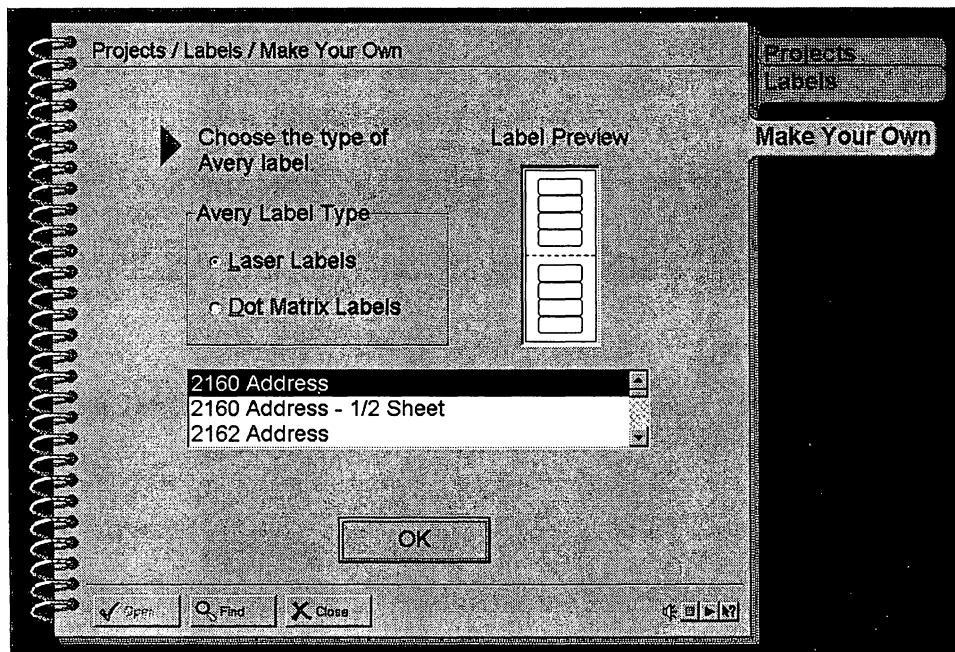 Projects / Labels / Make Your Own
Projects
Labels
Make Your Own
Choose the type of
Avery label.
Label Preview
Avery Label Type
Laser Labels
Dot Matrix Labels
2160 Address
2160 Address - 1/2 Sheet
2162 Address
OK
Open
Find
Close